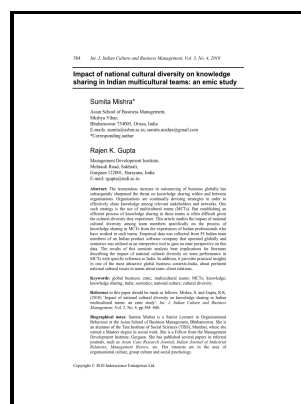 384 Int. J. Indian Culture and Business Management, Vol. 3, No. 4, 2010
Impact of national cultural diversity on knowledge
sharing in Indian multicultural teams: an emic study
Sumita Mishra*
Asian School of Business Management,
Shiksha Vihar,
Bhubaneswar 754005, Orissa, India
E-mails: sumita@asbm.ac.in; sumita.mishra@gmail.com
*Corresponding author
Rajen K. Gupta
Management Development Institute,
Mehrauli Road, Sukhrali,
Gurgaon 122001, Haryana, India
E-mail: rgupta@mdi.ac.in
Abstract: The tremendous increase in outsourcing of business globally has
subsequently sharpened the thrust on knowledge sharing within and between
organisations. Organisations are continually devising strategies in order to
effectively share knowledge among relevant stakeholders and networks. One
such strategy is the use of multicultural teams (MCTs). But establishing an
efficient process of knowledge sharing in these teams is often difficult given
the cultural diversity they experience. This article studies the impact of national
cultural diversity among team members specifically on the process of
knowledge sharing in MCTs from the experiences of Indian professionals who
have worked in such teams. Empirical data was collected from 50 Indian team
members of an Indian product software company that operated globally and
semiotics was utilised as an interpretive tool to gain an emic perspective on this
data. The results of this semiotic analysis bear implications for literature
describing the impact of national cultural diversity on team performance in
MCTs with specific reference to India. In addition, it provides practical insights
to one of the most attractive global business contexts-India, about pertinent
national cultural issues in teams about team-client relations.
Keywords: global business; emic; multicultural teams; MCTs; knowledge;
knowledge sharing; India; semiotics; national culture; cultural diversity.
Reference to this paper should be made as follows: Mishra, S. and Gupta, R.K.
(2010) 'Impact of national cultural diversity on knowledge sharing in Indian
multicultural teams: an emic study', Int. J. Indian Culture and Business
Management, Vol. 3, No. 4, pp.384–406.
Biographical notes: Sumita Mishra is a Senior Lecturer in Organisational
Behaviour at the Asian School of Business Management, Bhubaneswar. She is
an alumnus of the Tata Institute of Social Sciences (TISS), Mumbai, where she
earned a Masters degree in social work. She is a Fellow from the Management
Development Institute, Gurgaon. She has published several papers in refereed
journals, such as Asian Case Research Journal, Indian Journal of Industrial
Relations, Management Review, etc. Her interests are in the area of
organisational culture, group culture and social psychology.
Copyright © 2010 Inderscience Enterprises Ltd.